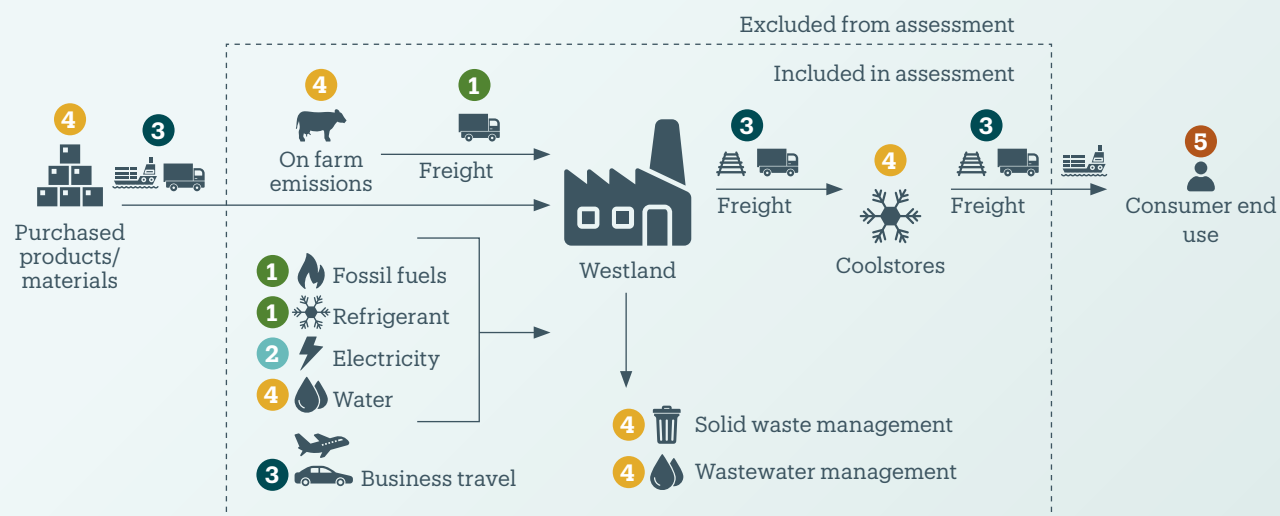 Excluded from assessment
Included in assessment
4
3
Purchased
products/
materials
4
On farm
emissions
1
Freight
Westland
3
Freight
4
Coolstores
3
Freight
5
Consumer end
use
1 Fossil fuels
1 Refrigerant
2 Electricity
4 Water
3 Business travel
4 Solid waste management
4 Wastewater management